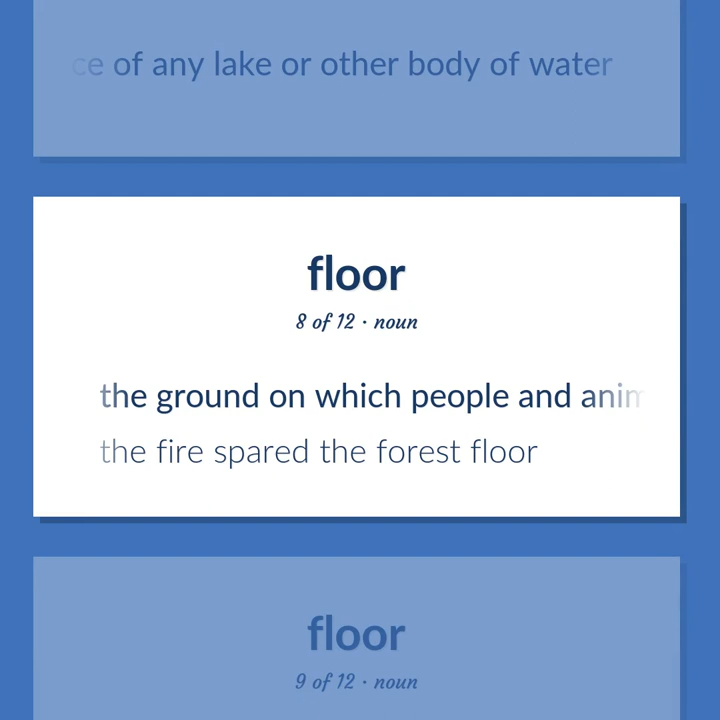 of any lake or other body of water
floor
8 of 12 · noun
the ground on which people and
the fire spared the forest floor
floor
9 of 12 · noun